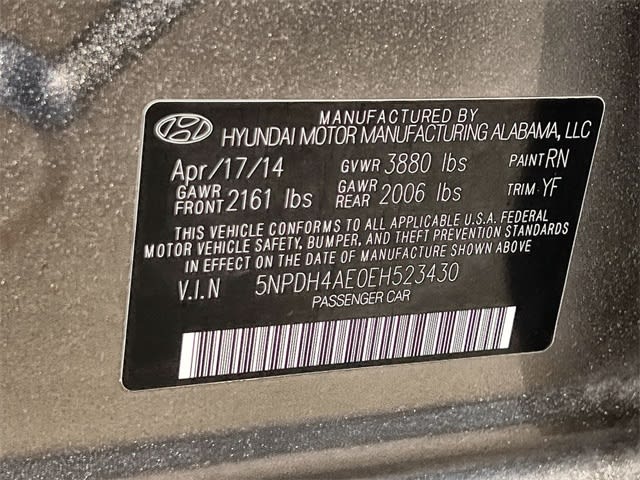 MANUFACTURED BY
HYUNDAI MOTOR MANUFACTURING ALABAMA, LLC
Apr/17/14 GVWR 3880 lbs PAINT RN
GAWR FRONT 2161 lbs GAWR REAR 2006 lbs TRIM YF
THIS VEHICLE CONFORMS TO ALL APPLICABLE U.S.A. FEDERAL
MOTOR VEHICLE SAFETY, BUMPER, AND THEFT PREVENTION STANDARDS
IN EFFECT ON THE DATE OF MANUFACTURE SHOWN ABOVE
V.I.N 5NPDH4AE0EH523430
PASSENGER CAR